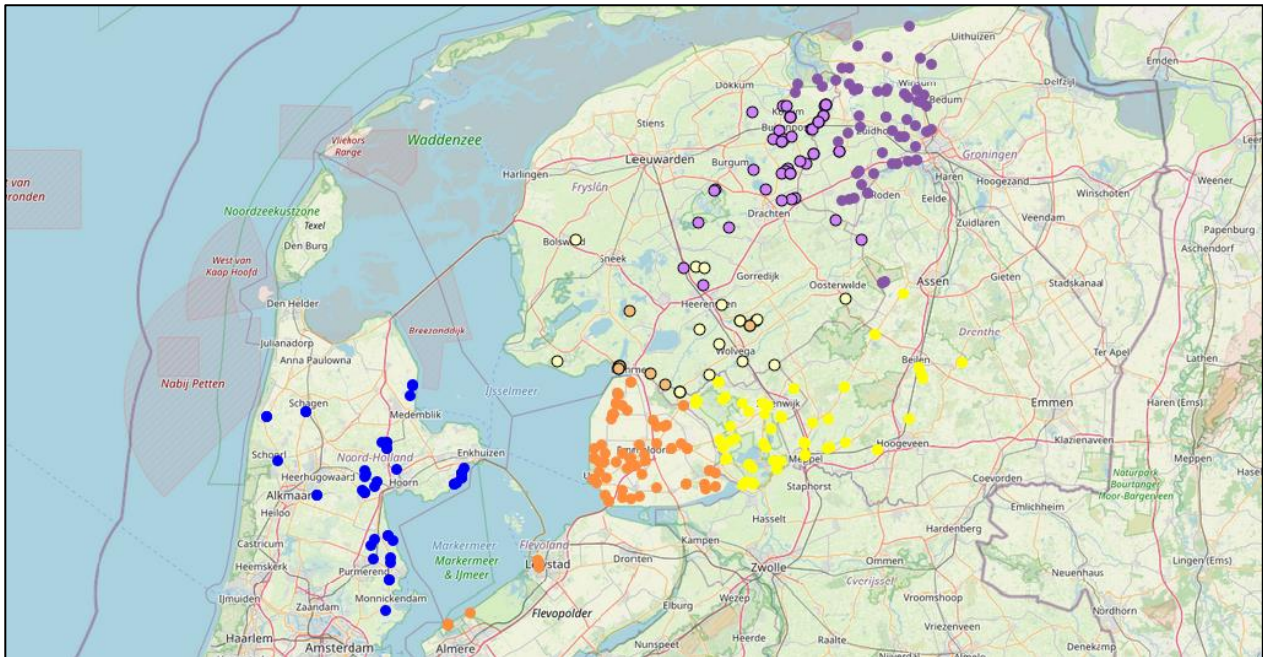 Uithuizen
Emden
Delfzijl
Dokkum
Winsum
Bedum
Stiens
Waddenzee
Vliehors
Range
Leeuwarden
Burgum
Groningen
Harlingen
Haren
Hoogezand
Winschoten
Weener
Fryslân
Noordzeekustzone
Texel
Drachten
Roden
Eelde
Zuidlaren
Veendam
Papenburg
(Ems)
Den Burg
Bolsward
Aschendorf
West van
Kaap Hoofd
Sneek
Gorredijk
Oosterwolde
Assen
Gieten
Stadskanaal
Den Helder
Heerenveen
Breezanddijk
Julianadorp
Anna Paulowna
Drenthe
Wolvega
Beilen
Ter Apel
Lathen
Nabij Petten
IJsselmeer
Schagen
Medemblik
Emmen
Haren (Ems)
Hoogeveen
Klazienaveen
Schoorl
Noord-Holland
Enkhuizen
Meppel
Meppen
Heerhugowaard
Hoorn
Staphorst
Coevorden
Naturpark
Bourtanger
Moor-Bargerveen
Alkmaar
Heiloo
Emlichheim
Hasselt
Kampen
Hardenberg
Castricum
Heemskerk
Markermeer
Markermeer
& IJmeer
Flevoland
Lelystad
Dronten
Zwolle
Ommen
Lingen (Ems)
Purmerend
Neuenhaus
Overijssel
IJmuiden
Monnickendam
Zaandam
Flevopolder
Elburg
Wezep
Vroomshoop
Nordhorn
Haarlem
Amsterdam
Almere
Nunspeet
Heerde
Raalte
Vriezenveen
Denekamp